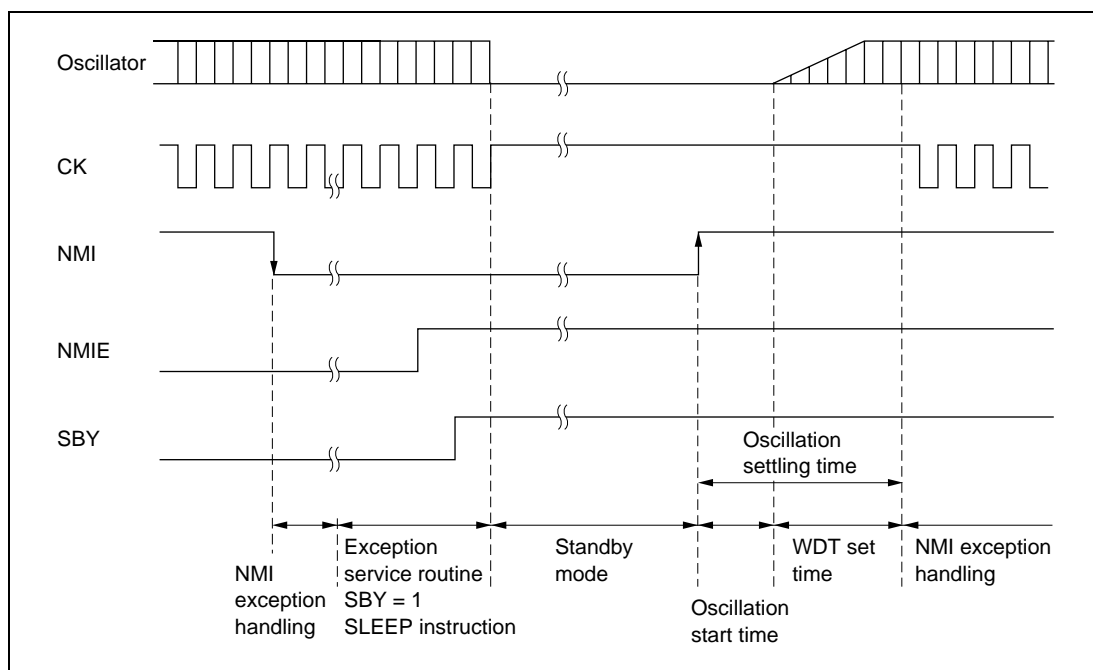 Oscillator
CK
NMI
NMIE
SBY
Oscillation
settling time
NMI
exception
handling
Exception
service routine
SBY = 1
SLEEP instruction
Standby
mode
Oscillation
start time
WDT set
time
NMI exception
handling